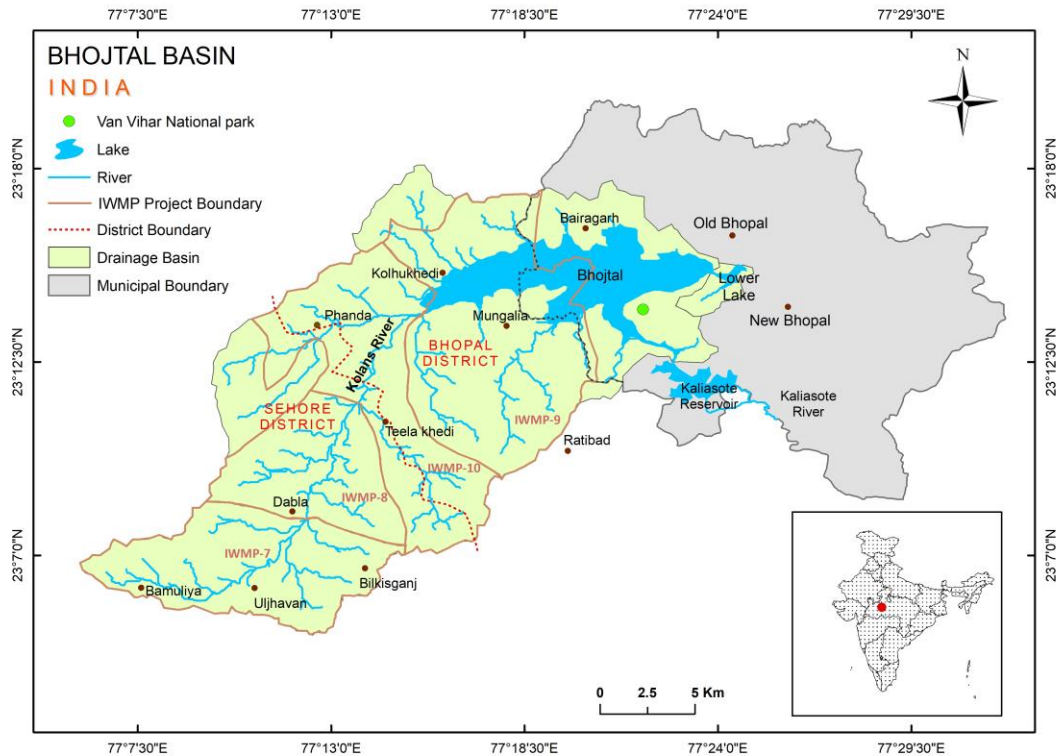 77°7'30"E
77°13'0"E
77°18'30"E
77°24'0"E
77°29'30"E
BHOJTAL BASIN
INDIA
Van Vihar National park
Lake
River
IWMP Project Boundary
District Boundary
Drainage Basin
Municipal Boundary
N
23°18'0"N
23°18'0"N
Bairagarh
Old Bhopal
Kolhukhedi
Bhojtal
Lower
Lake
Phanda
Mungalia
New Bhopal
Kolans River
BHOPAL
DISTRICT
23°12'30"N
23°12'30"N
Kaliasote
Reservoir
Kaliasote
River
SEHORE
DISTRICT
Teela khedi
IWMP-9
Ratibad
IWMP-10
IWMP-8
Dabla
23°7'0"N
23°7'0"N
IWMP-7
Bilkisganj
Bamuliya
Uljhavan
0 2.5 5 Km
77°7'30"E
77°13'0"E
77°18'30"E
77°24'0"E
77°29'30"E